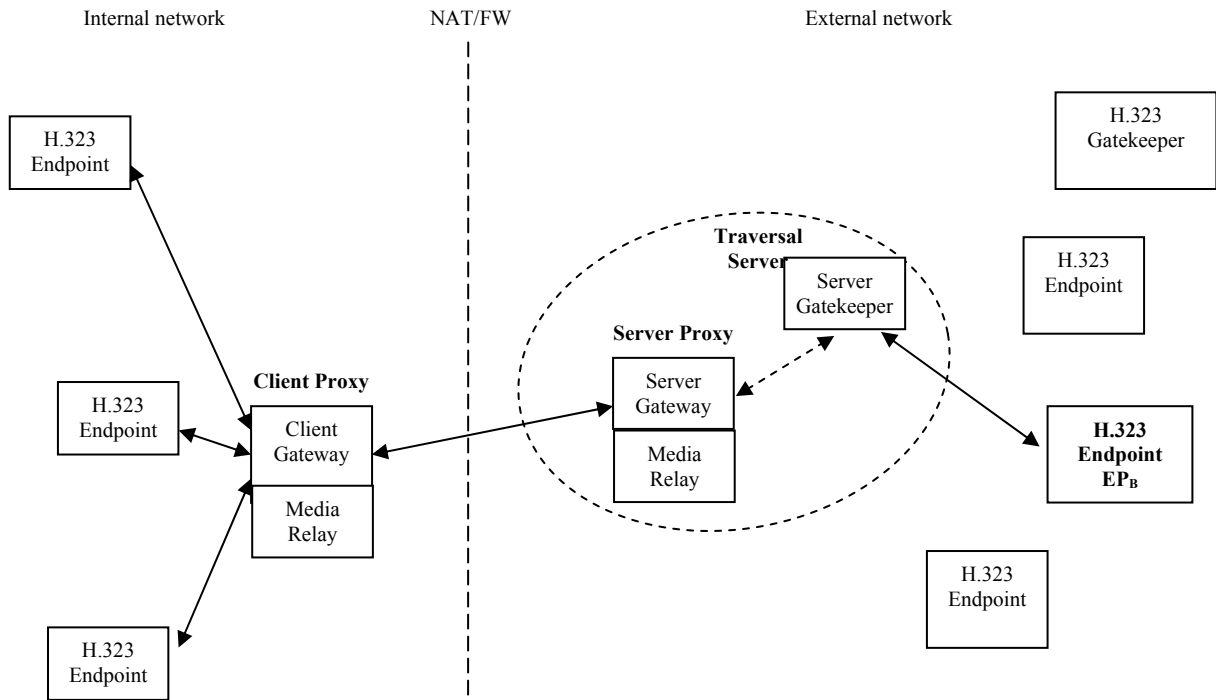 Internal network
NAT/FW
External network
H.323
Endpoint
H.323
Gatekeeper
Traversal
Server
Server
Gatekeeper
H.323
Endpoint
Server Proxy
Server
Gateway
Media
Relay
Client Proxy
Client
Gateway
Media
Relay
H.323
Endpoint
H.323
Endpoint
EPB
H.323
Endpoint
H.323
Endpoint